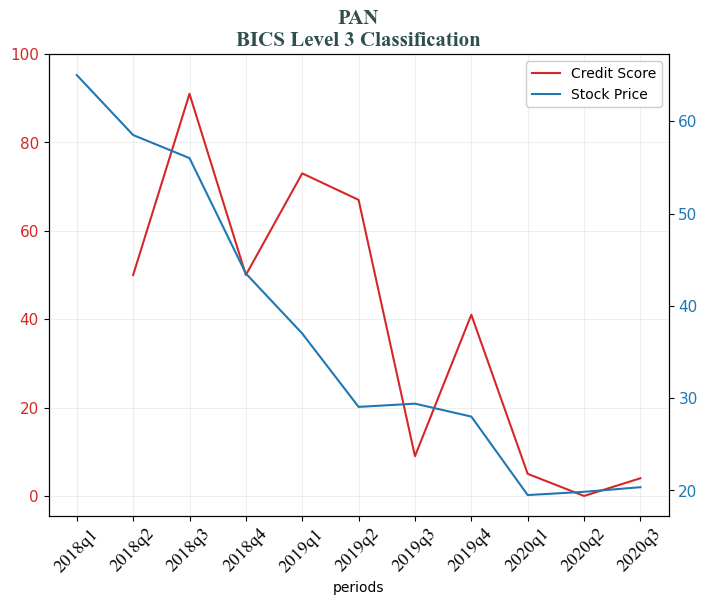 PAN
BICS Level 3 Classification
Credit Score
Stock Price
100
80
60
40
20
0
60
50
40
30
20
2018q1
2018q2
2018q3
2018q4
2019q1
2019q2
2019q3
2019q4
2020q1
2020q2
2020q3
periods